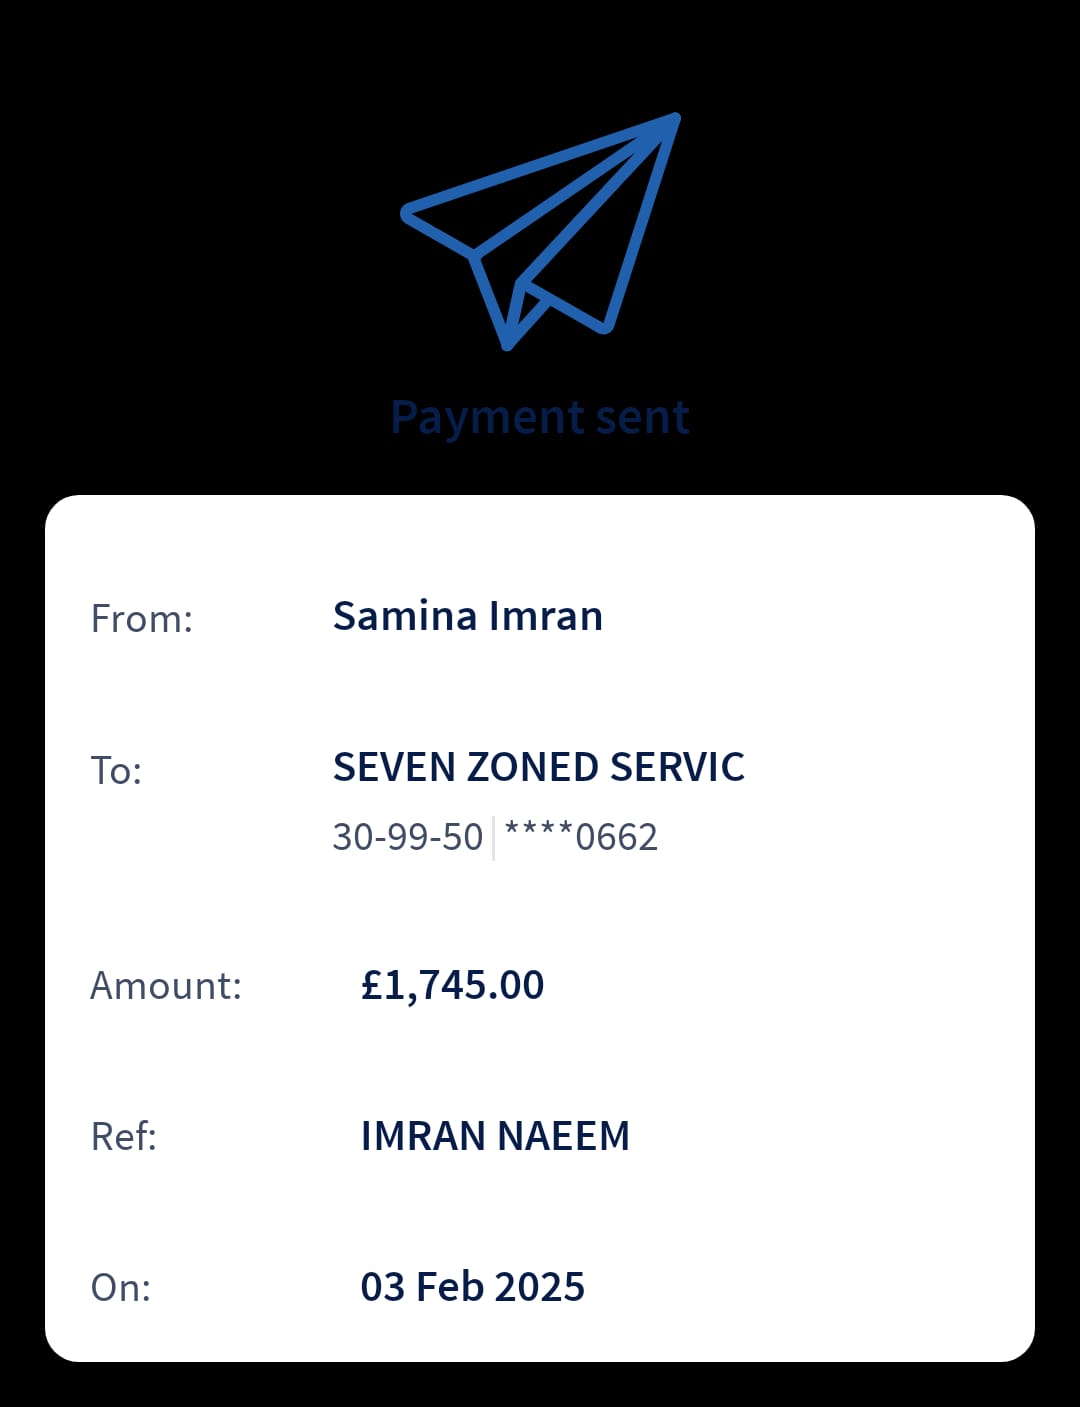 Payment sent
From: Samina Imran
To: SEVEN ZONED SERVIC
30-99-50 ****0662
Amount: £1,745.00
Ref: IMRAN NAEEM
On: 03 Feb 2025